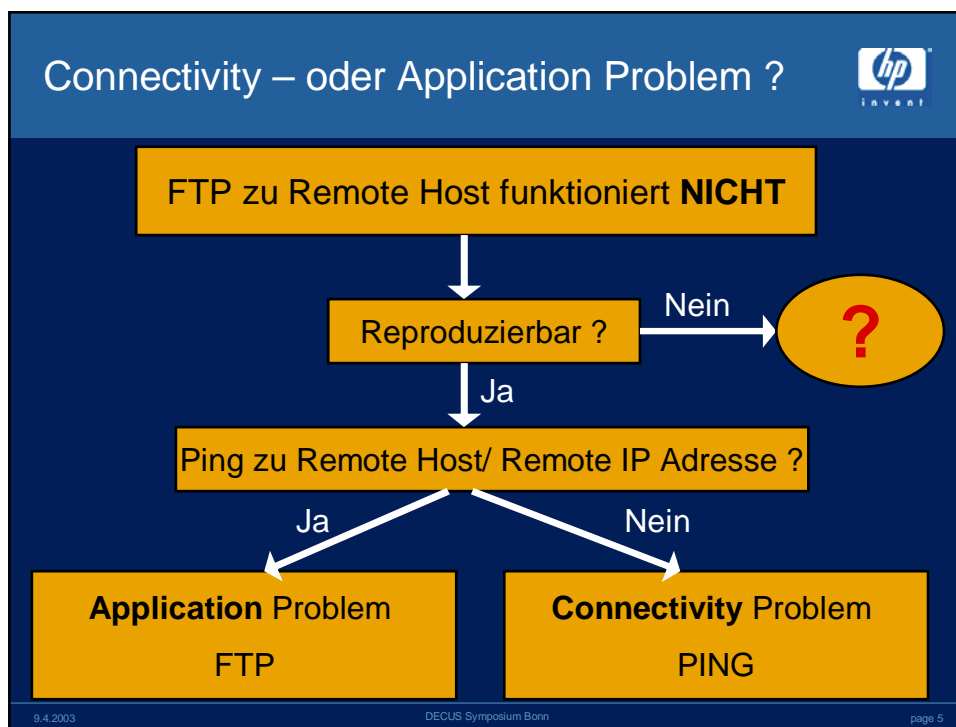 Connectivity – oder Application Problem ?
hp
invent
FTP zu Remote Host funktioniert NICHT
Reproduzierbar ?
Nein
?
Ja
Ping zu Remote Host/ Remote IP Adresse ?
Ja
Nein
Application Problem
FTP
Connectivity Problem
PING
9.4.2003
DECUS Symposium Bonn
page 5